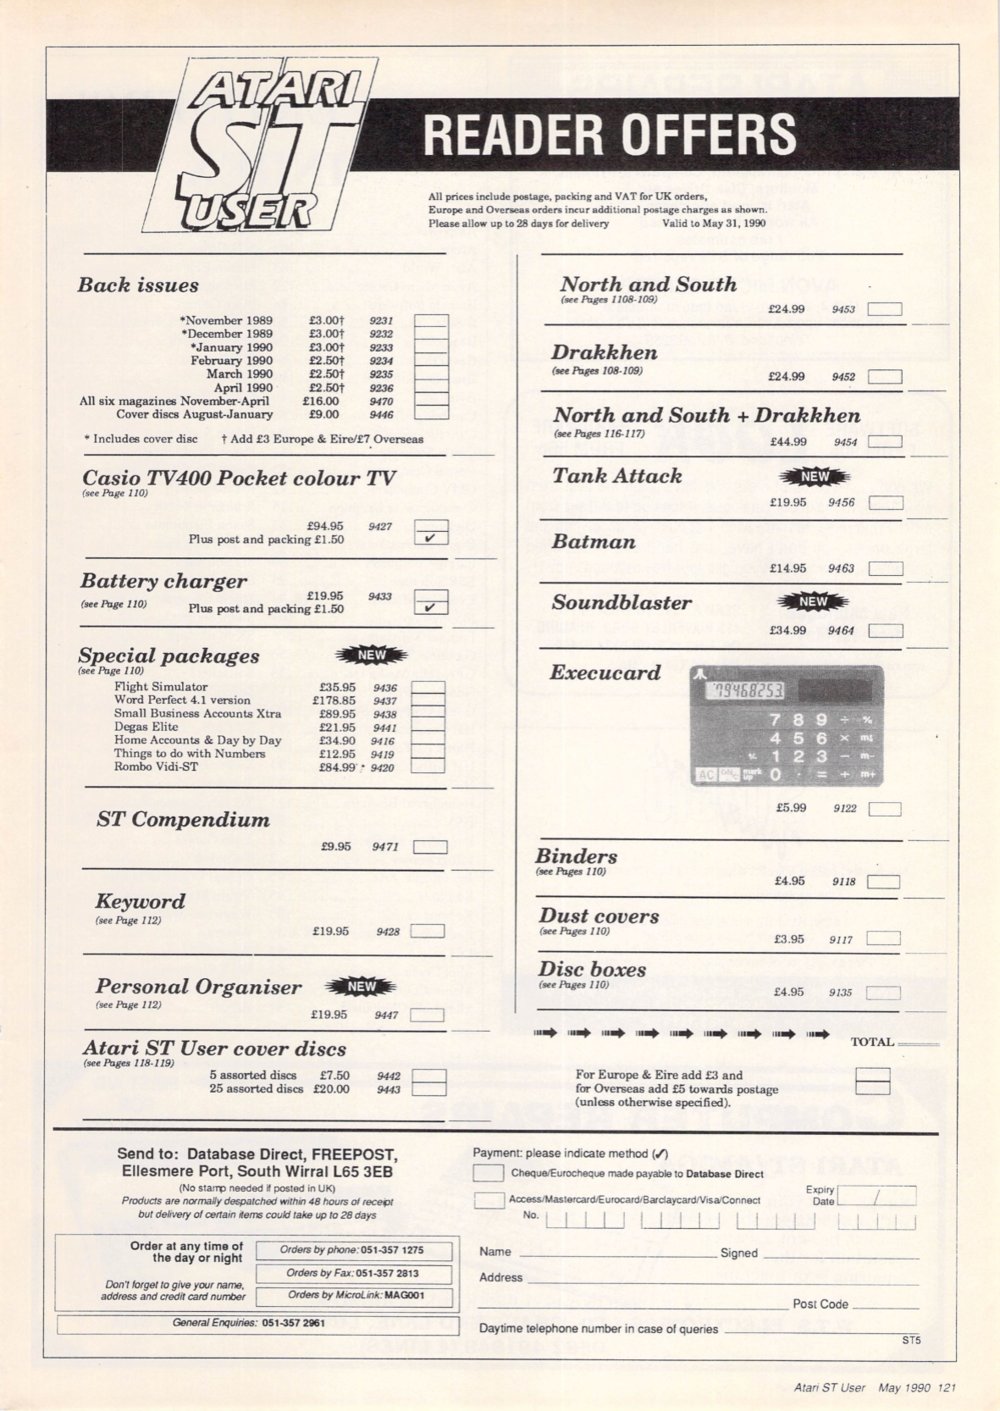 ATARI
ST
USER
READER OFFERS
All prices include postage, packing and VAT for UK orders,
Europe and Overseas orders incur additional postage charges as shown.
Please allow up to 28 days for delivery Valid to May 31, 1990
Back issues
*November 1989 £3.00† 9231
*December 1989 £3.00† 9232
*January 1990 £3.00† 9233
February 1990 £2.50† 9234
March 1990 £2.50† 9235
April 1990 £2.50† 9236
All six magazines November-April £16.00 9470
Cover discs August-January £9.00 9446
* Includes cover disc † Add £3 Europe & Eire/£7 Overseas
Casio TV400 Pocket colour TV
(see Page 110)
£94.95 9427
Plus post and packing £1.50 ✓
Battery charger
£19.95 9433
(see Page 110) Plus post and packing £1.50 ✓
Special packages NEW
(see Page 110)
Flight Simulator £35.95 9436
Word Perfect 4.1 version £178.85 9437
Small Business Accounts Xtra £89.95 9438
Degas Elite £21.95 9441
Home Accounts & Day by Day £34.90 9416
Things to do with Numbers £12.95 9419
Rombo Vidi-ST £84.99 9420
ST Compendium
£9.95 9471
Keyword
(see Page 112)
£19.95 9428
Personal Organiser NEW
(see Page 112)
£19.95 9447
Atari ST User cover discs
(see Pages 118-119)
5 assorted discs £7.50 9442
25 assorted discs £20.00 9443
North and South
(see Pages 1108-109)
£24.99 9453
Drakkhen
(see Pages 108-109)
£24.99 9452
North and South + Drakkhen
(see Pages 116-117)
£44.99 9454
Tank Attack NEW
£19.95 9456
Batman
£14.95 9463
Soundblaster NEW
£34.99 9464
Execucard
79468253
7 8 9 ÷ %
4 5 6 × m
% 1 2 3 − m-
AC ON/C mark up 0 · = + m+
£5.99 9122
Binders
(see Pages 110)
£4.95 9118
Dust covers
(see Pages 110)
£3.95 9117
Disc boxes
(see Pages 110)
£4.95 9135
TOTAL
For Europe & Eire add £3 and
for Overseas add £5 towards postage
(unless otherwise specified).
Send to: Database Direct, FREEPOST,
Ellesmere Port, South Wirral L65 3EB
(No stamp needed if posted in UK)
Products are normally despatched within 48 hours of receipt
but delivery of certain items could take up to 28 days
Order at any time of
the day or night
Don't forget to give your name,
address and credit card number
Orders by phone: 051-357 1275
Orders by Fax: 051-357 2813
Orders by MicroLink: MAG001
General Enquiries: 051-357 2961
Payment: please indicate method (✓)
Cheque/Eurocheque made payable to Database Direct
Access/Mastercard/Eurocard/Barclaycard/Visa/Connect
Expiry
Date /
No.
Name Signed
Address
Post Code
Daytime telephone number in case of queries
ST5
Atari ST User May 1990 121